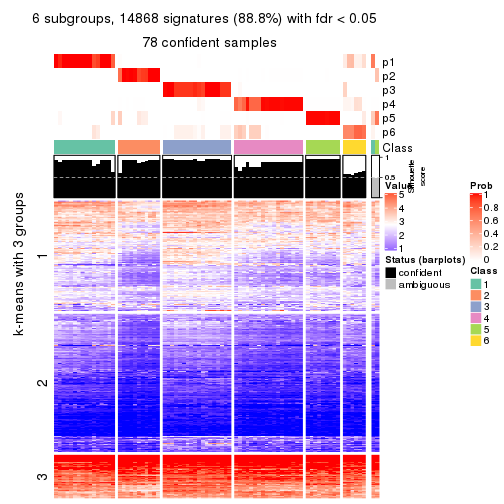 6 subgroups, 14868 signatures (88.8%) with fdr < 0.05
78 confident samples
p1
p2
p3
p4
p5
p6
Class
1
0.5
0
Silhouette
score
k-means with 3 groups
1
2
3
Value
5
4
3
2
1
Status (barplots)
confident
ambiguous
Prob
1
0.8
0.6
0.4
0.2
0
Class
1
2
3
4
5
6